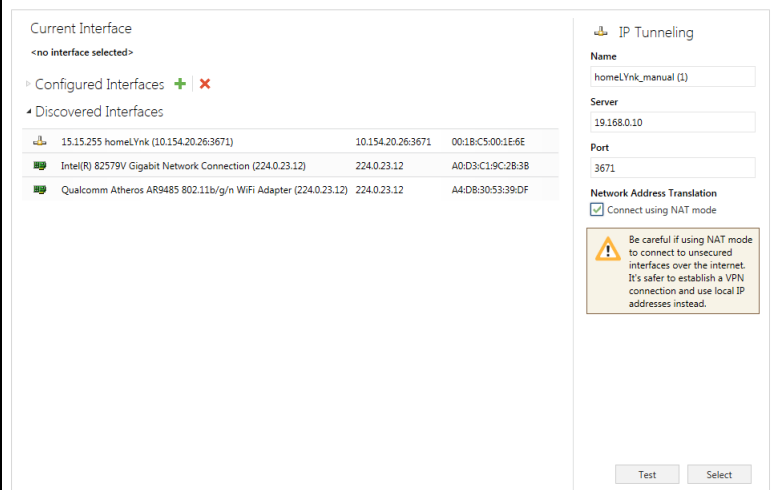 Current Interface
<no interface selected>
Configured Interfaces
Discovered Interfaces
15.15.255 homeLYnk (10.154.20.26:3671) 10.154.20.26:3671 00:1B:C5:00:1E:6E
Intel(R) 82579V Gigabit Network Connection (224.0.23.12) 224.0.23.12 A0:D3:C1:9C:2B:3B
Qualcomm Atheros AR9485 802.11b/g/n WiFi Adapter (224.0.23.12) 224.0.23.12 A4:DB:30:53:39:DF
IP Tunneling
Name
homeLYnk_manual (1)
Server
19.168.0.10
Port
3671
Network Address Translation
Connect using NAT mode
Be careful if using NAT mode
to connect to unsecured
interfaces over the internet.
It's safer to establish a VPN
connection and use local IP
addresses instead.
Test Select